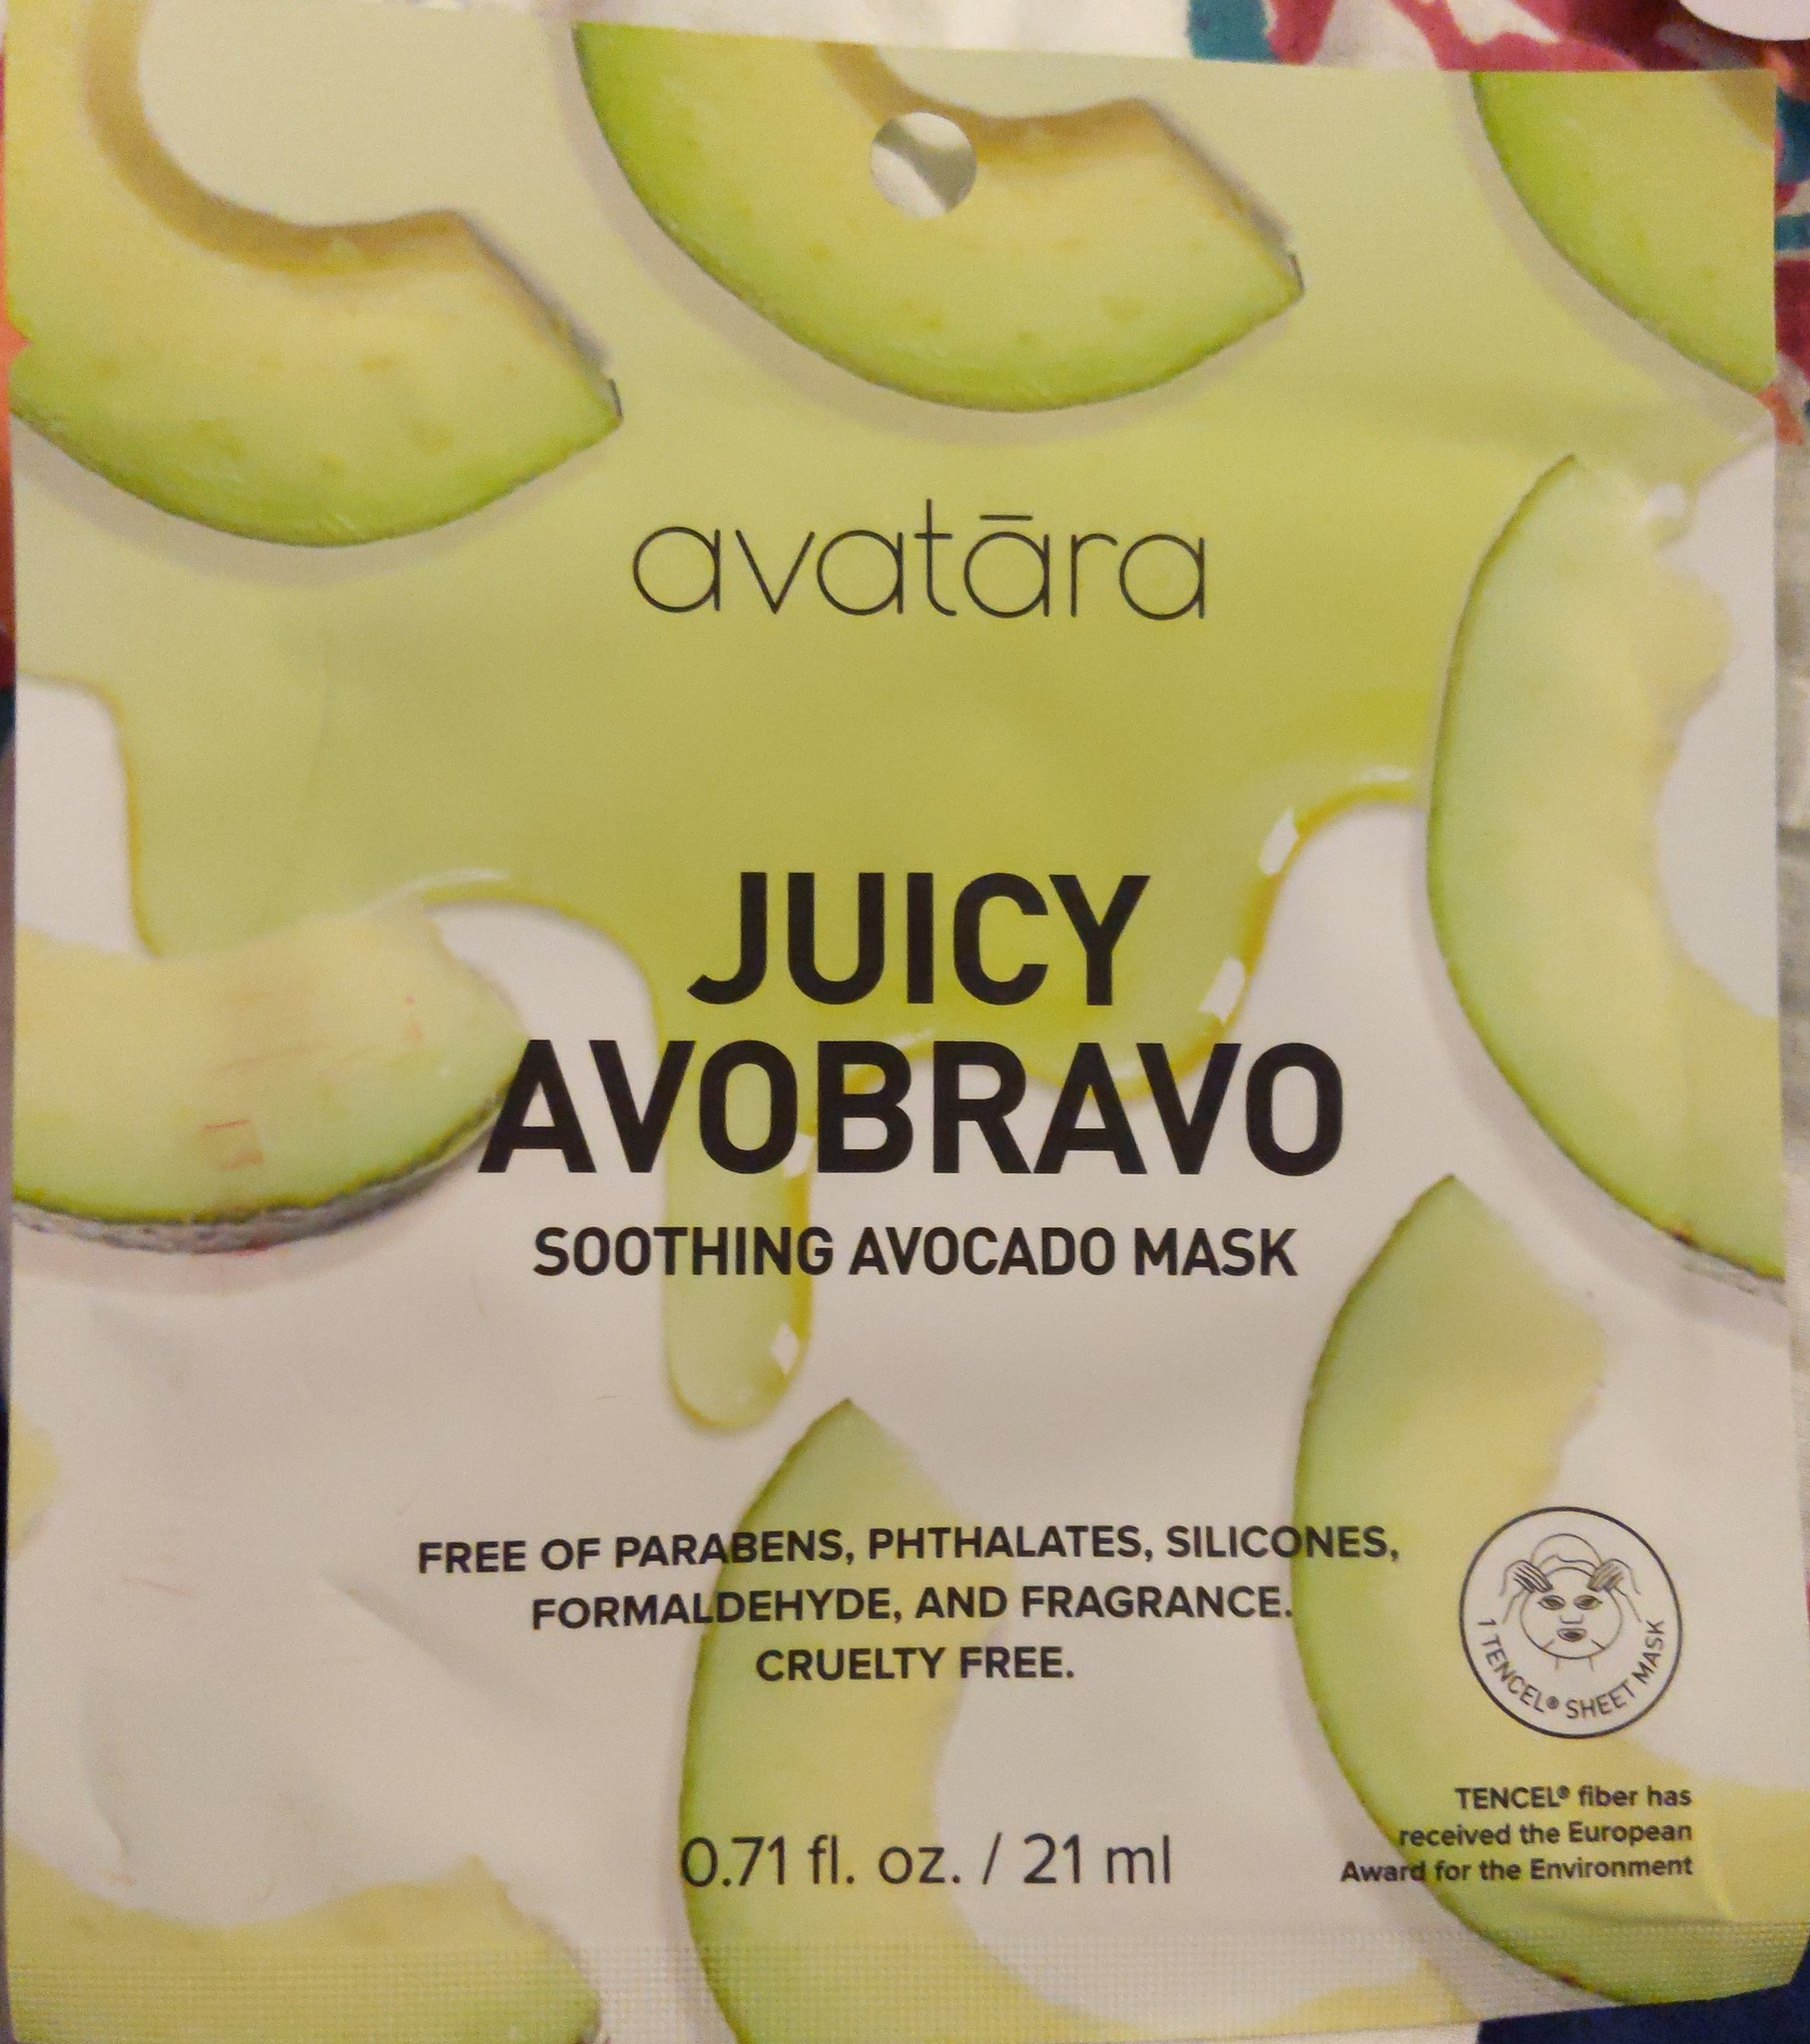 avatāra
JUICY
AVOBRAVO
SOOTHING AVOCADO MASK
FREE OF PARABENS, PHTHALATES, SILICONES,
FORMALDEHYDE, AND FRAGRANCE.
CRUELTY FREE.
1 TENCEL® SHEET MASK
TENCEL® fiber has
received the European
Award for the Environment
0.71 fl. oz. / 21 ml